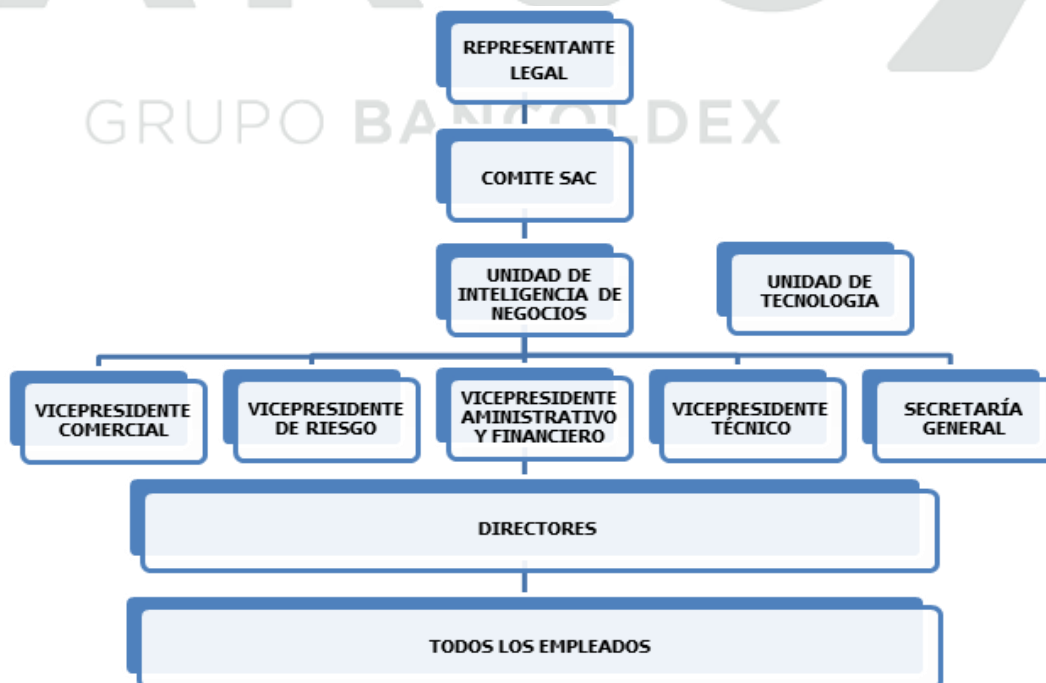 REPRESENTANTE
LEGAL
GRUPO BANCOLDEX
COMITE SAC
UNIDAD DE
INTELIGENCIA DE
NEGOCIOS
UNIDAD DE
TECNOLOGIA
VICEPRESIDENTE
COMERCIAL
VICEPRESIDENTE
DE RIESGO
VICEPRESIDENTE
AMINISTRATIVO
Y FINANCIERO
VICEPRESIDENTE
TÉCNICO
SECRETARÍA
GENERAL
DIRECTORES
TODOS LOS EMPLEADOS